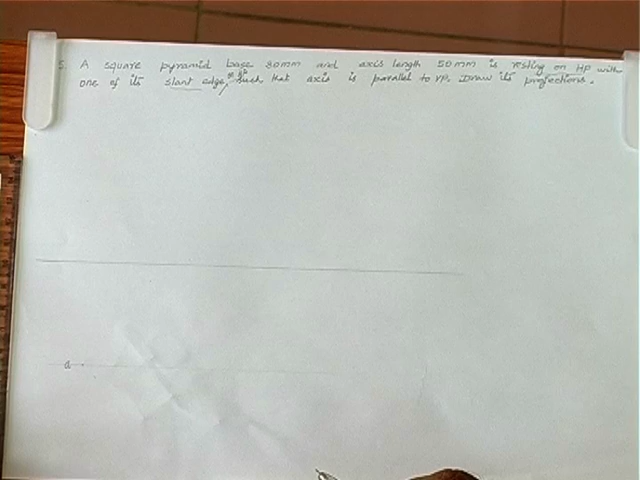 5. A square pyramid base 30mm and axis length 50mm is resting on HP with
one of its slant edge, such that axis is parallel to VP. Draw its projections.
a